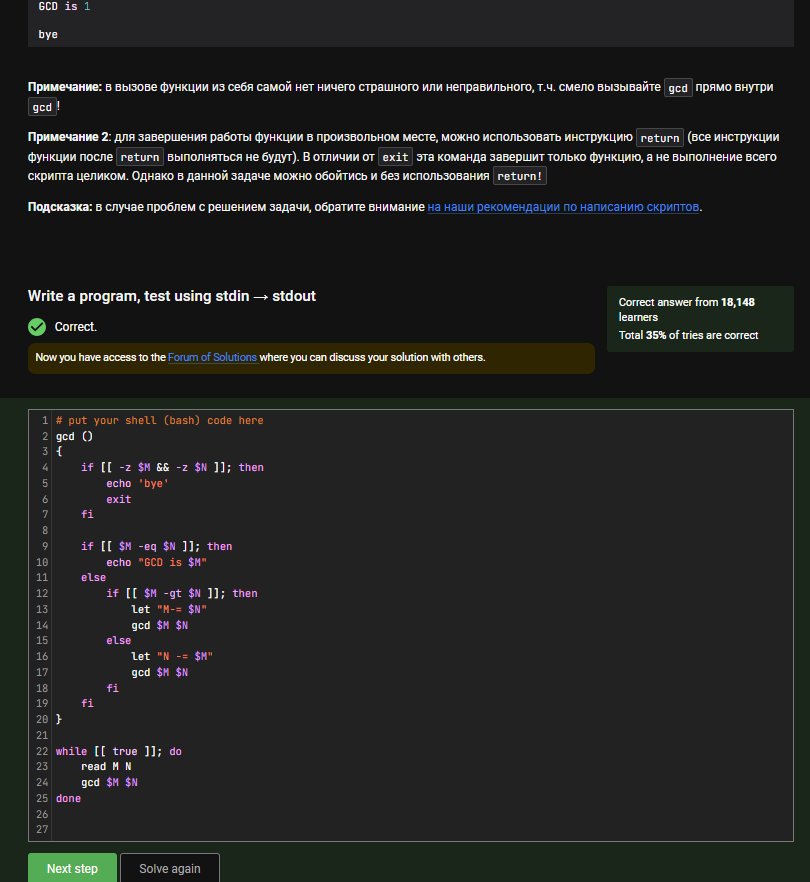 GCD is 1
bye
Примечание: в вызове функции из себя самой нет ничего страшного или неправильного, т.ч. смело вызывайте gcd прямо внутри
gcd !
Примечание 2: для завершения работы функции в произвольном месте, можно использовать инструкцию return (все инструкции
функции после return выполняться не будут). В отличии от exit эта команда завершит только функцию, а не выполнение всего
скрипта целиком. Однако в данной задаче можно обойтись и без использования return!
Подсказка: в случае проблем с решением задачи, обратите внимание на наши рекомендации по написанию скриптов.
Write a program, test using stdin → stdout
Correct answer from 18,148
learners
Total 35% of tries are correct
Correct.
Now you have access to the Forum of Solutions where you can discuss your solution with others.
1 # put your shell (bash) code here
2 gcd ()
3 {
4     if [[ -z $M && -z $N ]]; then
5         echo 'bye'
6         exit
7     fi
8
9     if [[ $M -eq $N ]]; then
10         echo "GCD is $M"
11     else
12         if [[ $M -gt $N ]]; then
13             let "M-= $N"
14             gcd $M $N
15         else
16             let "N -= $M"
17             gcd $M $N
18         fi
19     fi
20 }
21
22 while [[ true ]]; do
23     read M N
24     gcd $M $N
25 done
26
27
Next step
Solve again